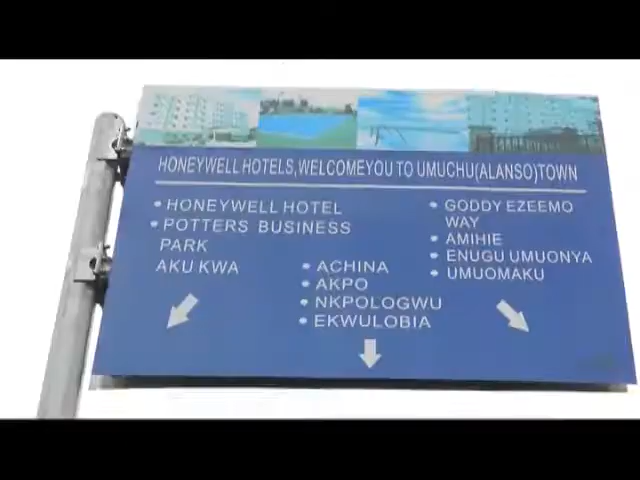 HONEYWELL HOTELS,WELCOMEYOU TO UMUCHU(ALANSO)TOWN
• HONEYWELL HOTEL
• POTTERS BUSINESS
PARK
AKU KWA
• ACHINA
• AKPO
• NKPOLOGWU
• EKWULOBIA
• GODDY EZEEMO
WAY
• AMIHIE
• ENUGU UMUONYA
• UMUOMAKU